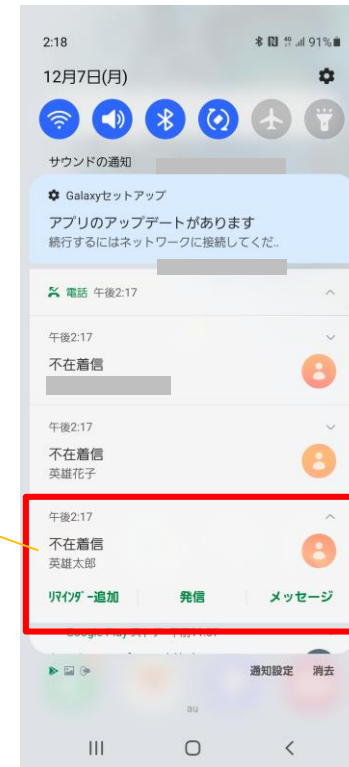 2:18
91%
12月7日(月)
サウンドの通知
Galaxyセットアップ
アプリのアップデートがあります
続行するにはネットワークに接続してくだ..
電話 午後2:17
午後2:17
不在着信
午後2:17
不在着信
英雄花子
午後2:17
不在着信
英雄太郎
ﾘﾏｲﾝﾀﾞｰ追加 発信 メッセージ
通知設定 消去
au